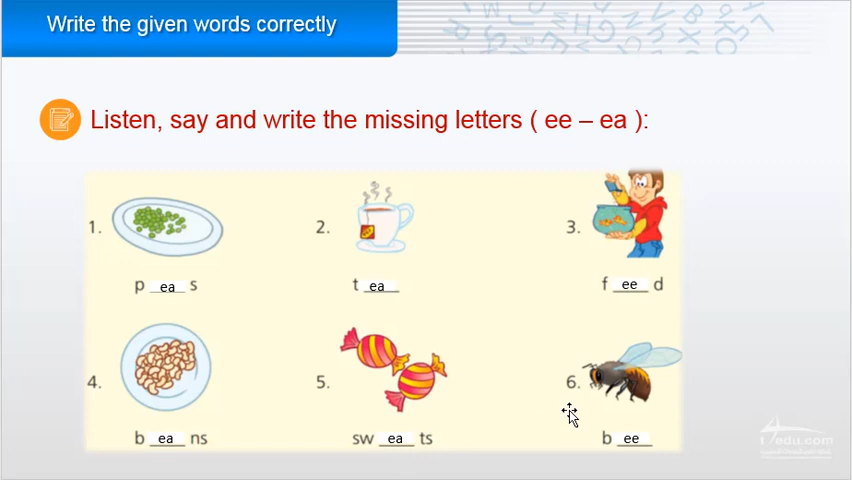 Write the given words correctly
Listen, say and write the missing letters ( ee – ea ):
1. 2. 3.
p ea s t ea f ee d
4. 5. 6.
b ea ns sw ea ts b ee